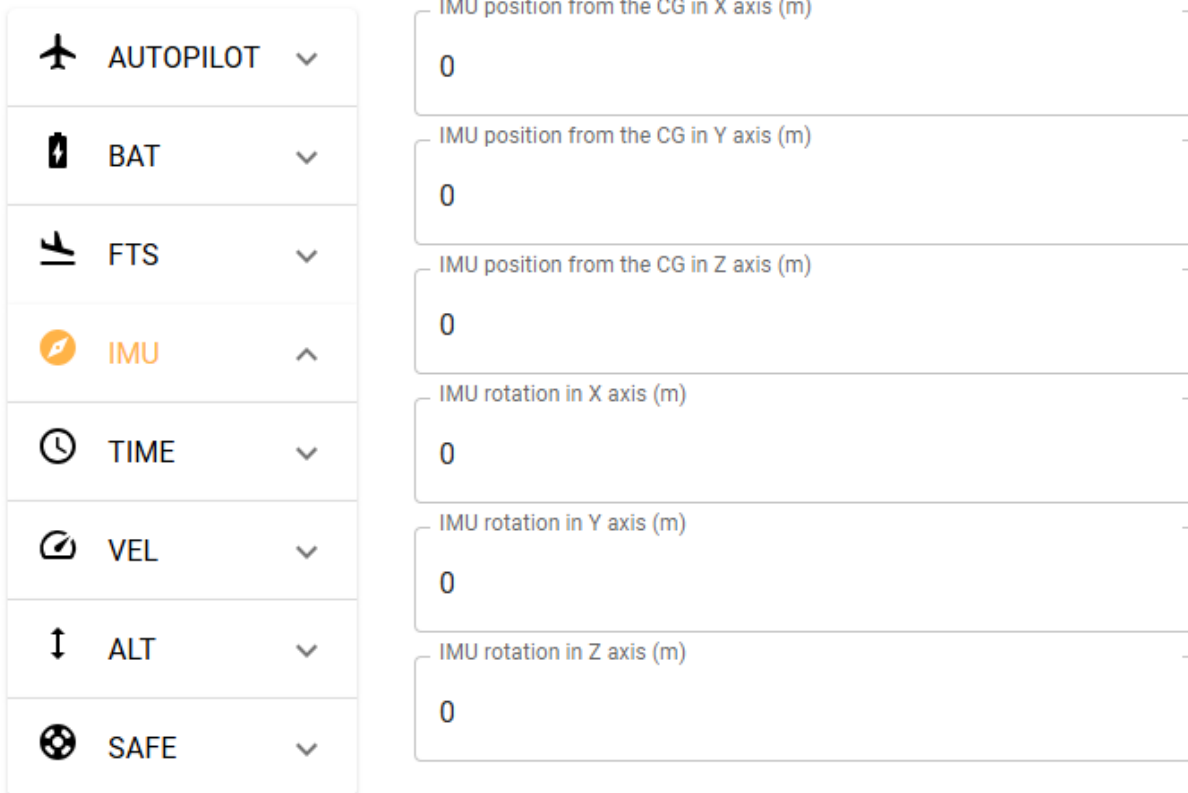 AUTOPILOT
BAT
FTS
IMU
TIME
VEL
ALT
SAFE
IMU position from the CG in X axis (m)
0
IMU position from the CG in Y axis (m)
0
IMU position from the CG in Z axis (m)
0
IMU rotation in X axis (m)
0
IMU rotation in Y axis (m)
0
IMU rotation in Z axis (m)
0